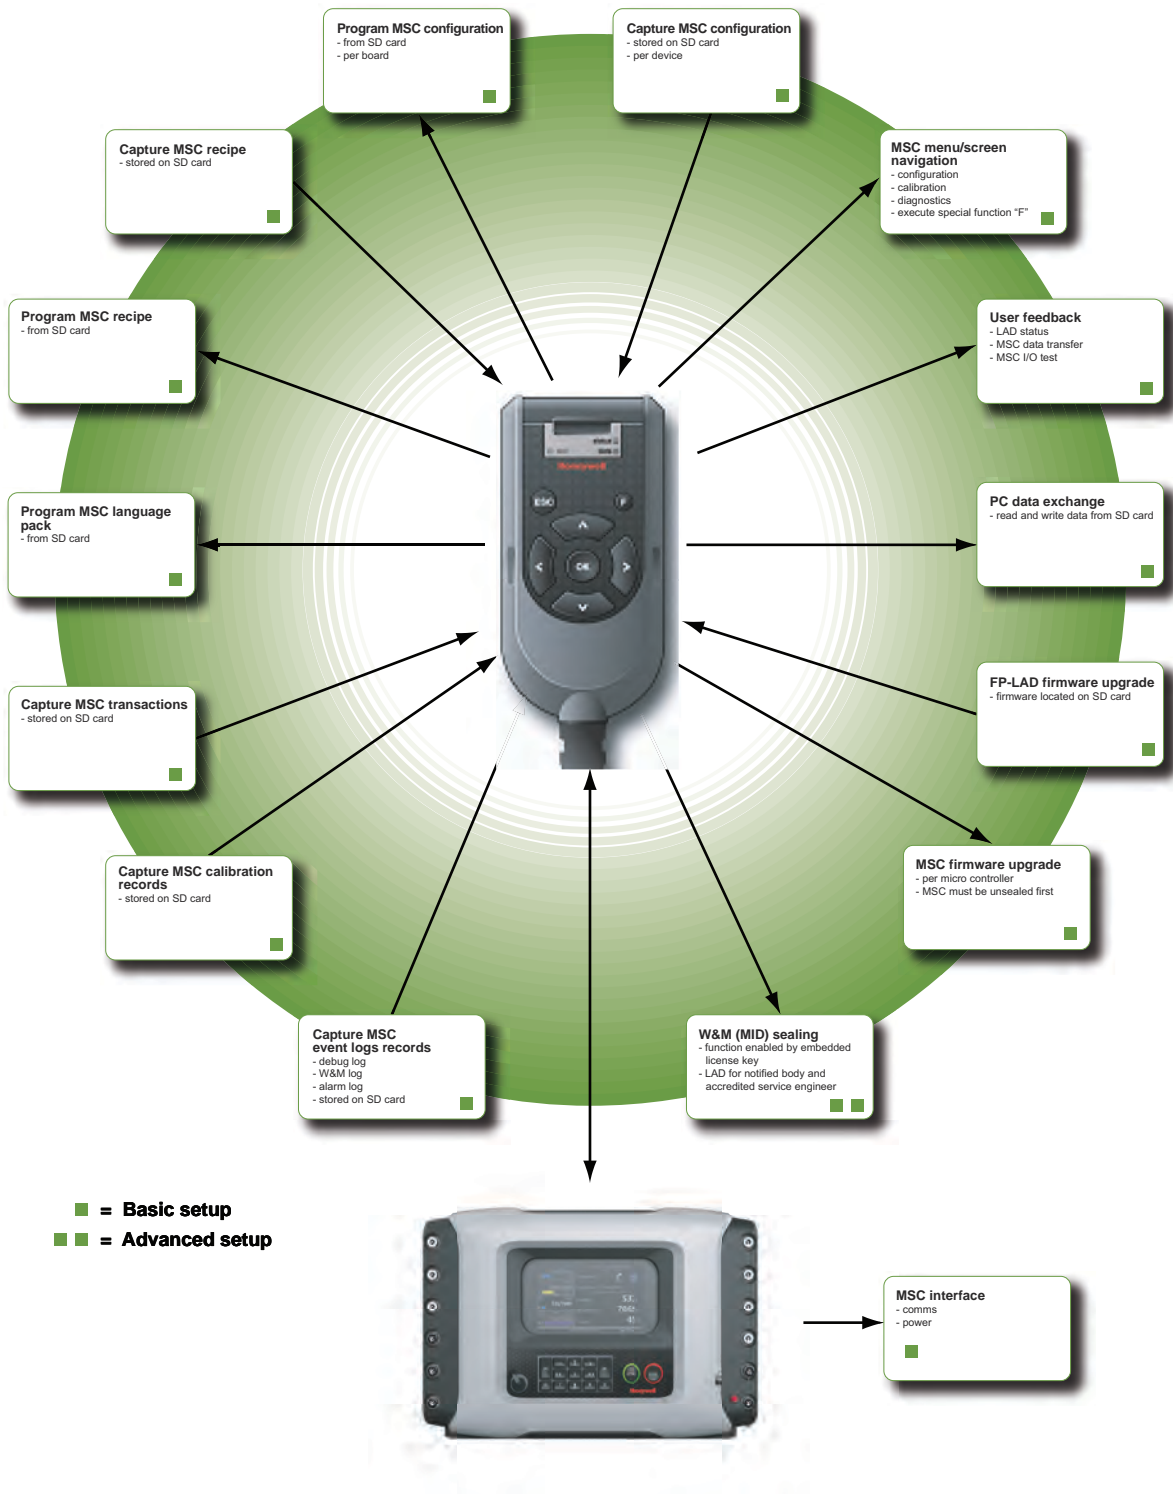 Program MSC configuration
- from SD card
- per board
Capture MSC configuration
- stored on SD card
- per device
Capture MSC recipe
- stored on SD card
MSC menu/screen
navigation
- configuration
- calibration
- diagnostics
- execute special function “F”
Program MSC recipe
- from SD card
User feedback
- LAD status
- MSC data transfer
- MSC I/O test
Honeywell
ESC
F
OK
Program MSC language
pack
- from SD card
PC data exchange
- read and write data from SD card
Capture MSC transactions
- stored on SD card
FP-LAD firmware upgrade
- firmware located on SD card
Capture MSC calibration
records
- stored on SD card
MSC firmware upgrade
- per micro controller
- MSC must be unsealed first
Capture MSC
event logs records
- debug log
- W&M log
- alarm log
- stored on SD card
W&M (MID) sealing
- function enabled by embedded
license key
- LAD for notified body and
accredited service engineer
= Basic setup
= Advanced setup
MSC interface
- comms
- power
Honeywell